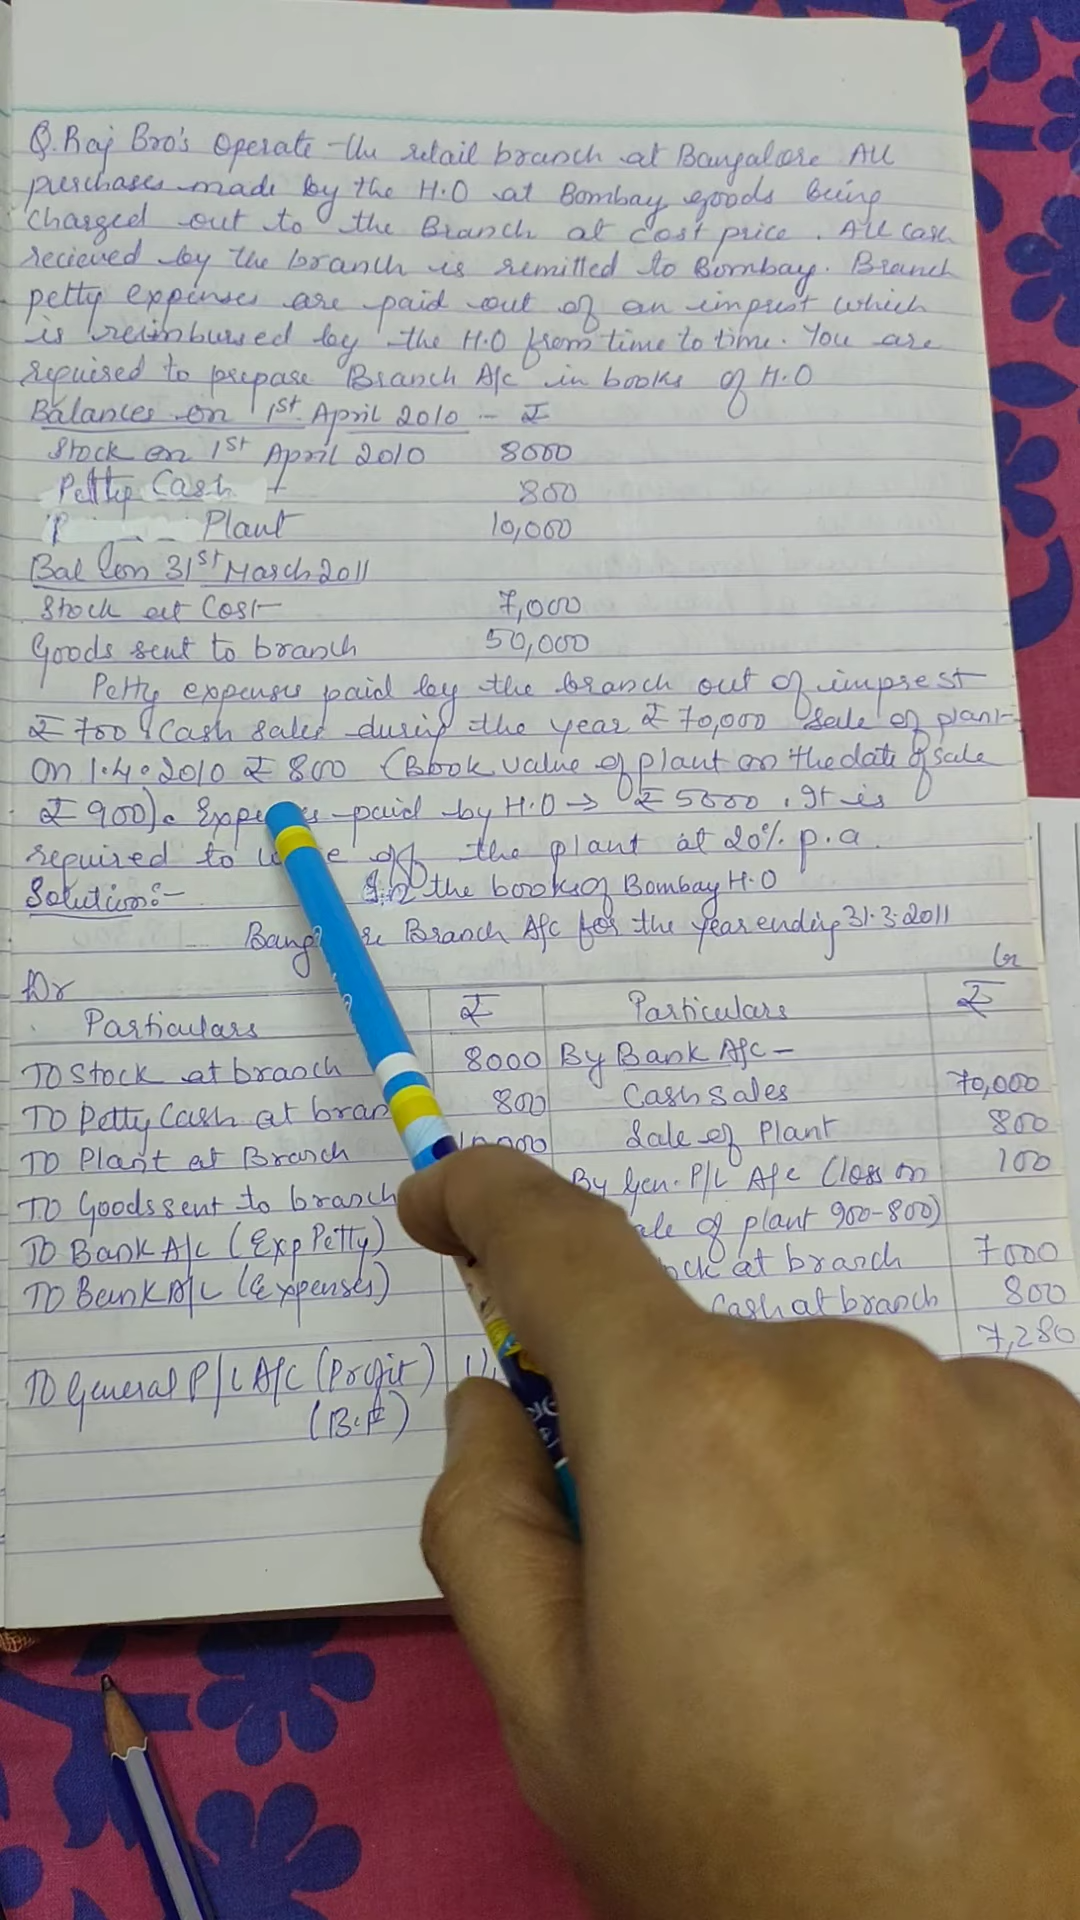 Q. Raj Bro's operate the retail branch at Bangalore All
purchases made by the H.O at Bombay goods being
charged out to the Branch at cost price. All cash
recieved by the branch is remitted to Bombay. Branch
petty expenses are paid out of an imprest which
is reimbursed by the H.O from time to time. You are
required to prepare Branch A/c in books of H.O
Balances on 1st April 2010 - ₹
Stock on 1st April 2010 8000
Petty Cash 800
Plant 10,000
Bal on 31st March 2011
Stock at Cost 7,000
Goods sent to branch 50,000
Petty expenses paid by the branch out of imprest
₹ 700 Cash sales during the year ₹ 70,000 Sale of plant
on 1.4.2010 ₹ 800 (Book value of plant on the date of sale
₹ 900). paid by H.O → ₹ 5000. It is
required to off the plant at 20% p.a.
Solution:- In the books of Bombay H.O
Branch A/c for the year ending 31.3.2011
Dr Cr
Particulars ₹ Particulars ₹
To Stock at branch 8000 By Bank A/c -
Cash sales 70,000
To Petty Cash at 800
Sale of Plant 800
To Plant at Branch
By Gen. P/L A/c (loss on 100
To Goods sent to branch
of plant 900-800)
To Bank A/c (Exp Petty)
at branch 7000
To Bank A/c (Expenses)
Cash at branch 800
7,280
To General P/L A/c (Profit)
(B.F)